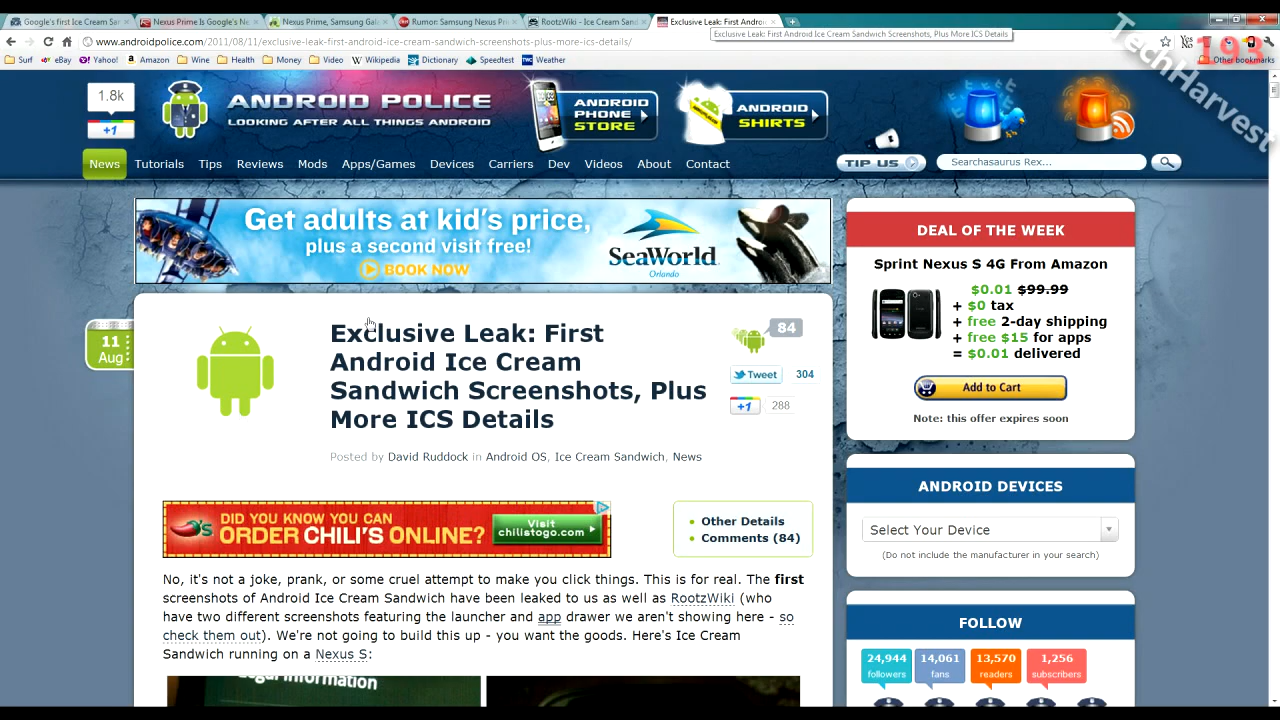 Google's first Ice Cream Sar
Nexus Prime Is Google's Ne
Nexus Prime, Samsung Gal
Rumor: Samsung Nexus Pri
RootzWiki - Ice Cream Sand
Exclusive Leak: First Androi
Exclusive Leak: First Android Ice Cream Sandwich Screenshots, Plus More ICS Details
www.androidpolice.com/2011/08/11/exclusive-leak-first-android-ice-cream-sandwich-screenshots-plus-more-ics-details/
Surf eBay Yahoo! Amazon Wine Health Money Video Wikipedia Dictionary Speedtest Weather
Other bookmarks
TechHarvest
193
1.8k
+1
ANDROID POLICE
LOOKING AFTER ALL THINGS ANDROID
ANDROID
PHONE
STORE
ANDROID
SHIRTS
News Tutorials Tips Reviews Mods Apps/Games Devices Carriers Dev Videos About Contact
TIP US
Searchasaurus Rex...
Get adults at kid's price,
plus a second visit free!
BOOK NOW
SeaWorld
Orlando
DEAL OF THE WEEK
Sprint Nexus S 4G From Amazon
$0.01 $99.99
+ $0 tax
+ free 2-day shipping
+ free $15 for apps
= $0.01 delivered
Add to Cart
Note: this offer expires soon
11
Aug
Exclusive Leak: First
Android Ice Cream
Sandwich Screenshots, Plus
More ICS Details
84
Tweet 304
+1 288
Posted by David Ruddock in Android OS, Ice Cream Sandwich, News
ANDROID DEVICES
Select Your Device
(Do not include the manufacturer in your search)
DID YOU KNOW YOU CAN
ORDER CHILI'S ONLINE?
Visit
chilistogo.com
Other Details
Comments (84)
No, it's not a joke, prank, or some cruel attempt to make you click things. This is for real. The first
screenshots of Android Ice Cream Sandwich have been leaked to us as well as RootzWiki (who
have two different screenshots featuring the launcher and app drawer we aren't showing here - so
check them out). We're not going to build this up - you want the goods. Here's Ice Cream
Sandwich running on a Nexus S:
FOLLOW
24,944
followers
14,061
fans
13,570
readers
1,256
subscribers
Legal information